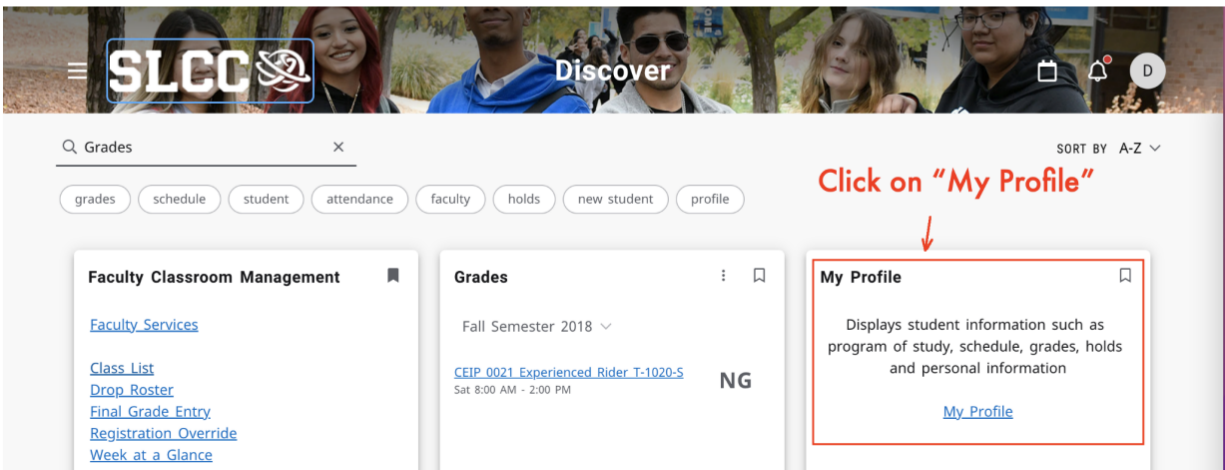 SLCC
Discover
D
Grades
SORT BY A-Z
Click on “My Profile”
grades
schedule
student
attendance
faculty
holds
new student
profile
Faculty Classroom Management
Faculty Services
Class List
Drop Roster
Final Grade Entry
Registration Override
Week at a Glance
Grades
Fall Semester 2018
CEIP 0021 Experienced Rider T-1020-S
Sat 8:00 AM - 2:00 PM
NG
My Profile
Displays student information such as
program of study, schedule, grades, holds
and personal information
My Profile